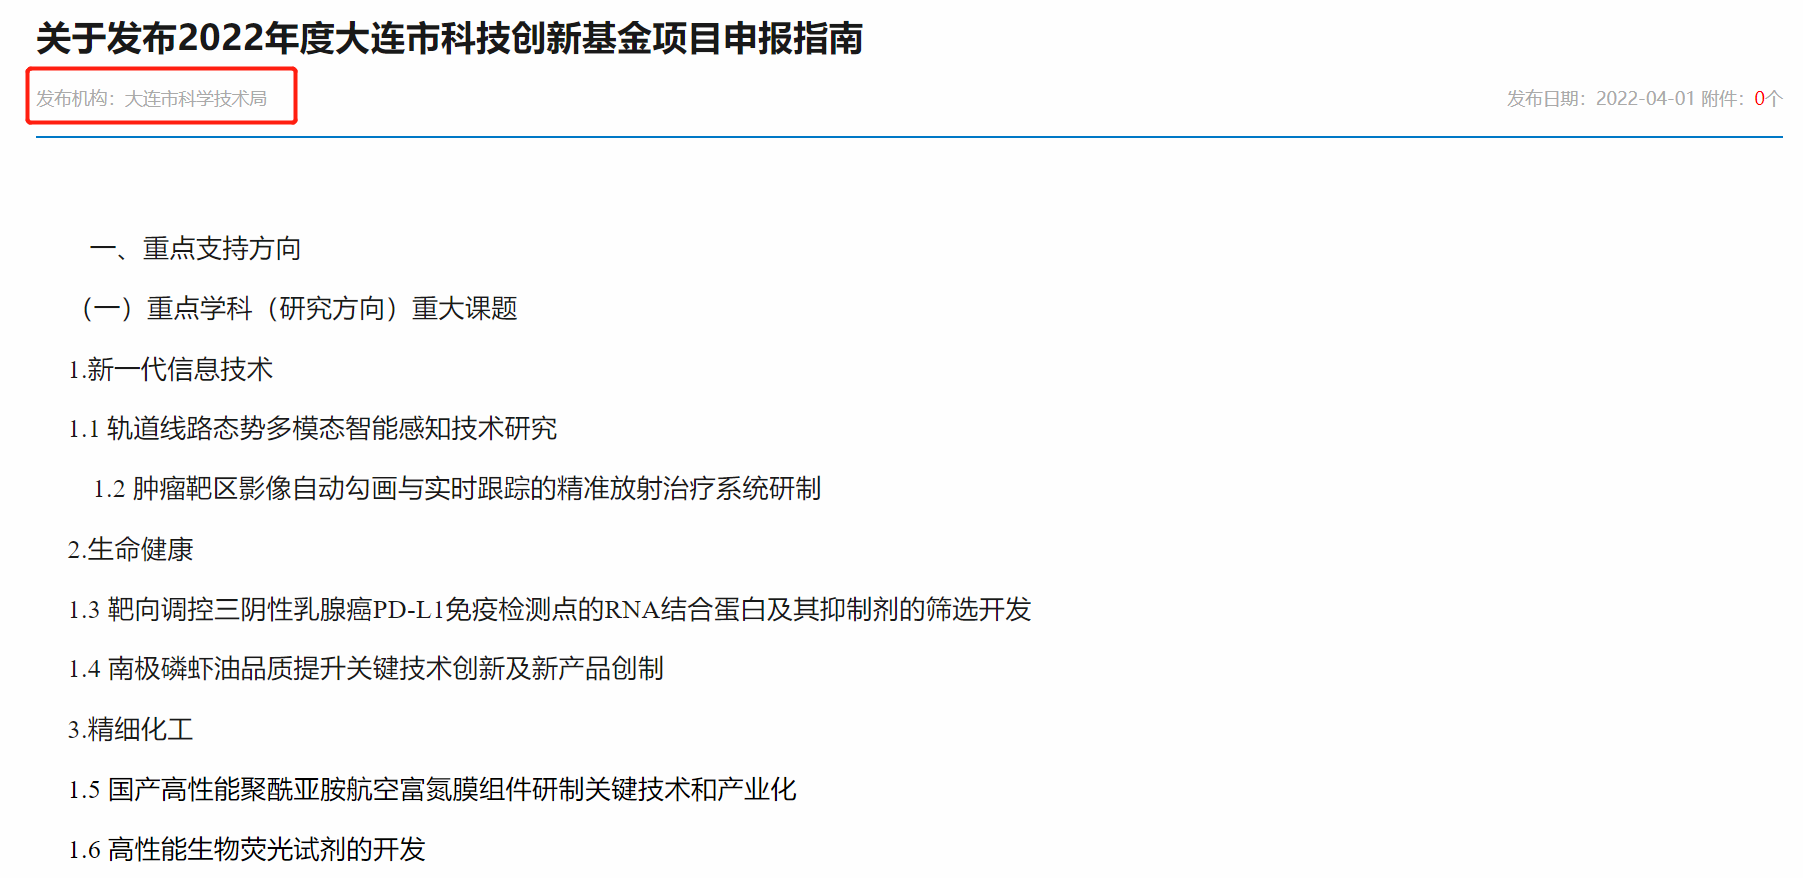 关于发布2022年度大连市科技创新基金项目申报指南
发布机构：大连市科学技术局
发布日期：2022-04-01 附件：0个
一、重点支持方向
（一）重点学科（研究方向）重大课题
1.新一代信息技术
1.1 轨道线路态势多模态智能感知技术研究
1.2 肿瘤靶区影像自动勾画与实时跟踪的精准放射治疗系统研制
2.生命健康
1.3 靶向调控三阴性乳腺癌PD-L1免疫检测点的RNA结合蛋白及其抑制剂的筛选开发
1.4 南极磷虾油品质提升关键技术创新及新产品创制
3.精细化工
1.5 国产高性能聚酰亚胺航空富氮膜组件研制关键技术和产业化
1.6 高性能生物荧光试剂的开发